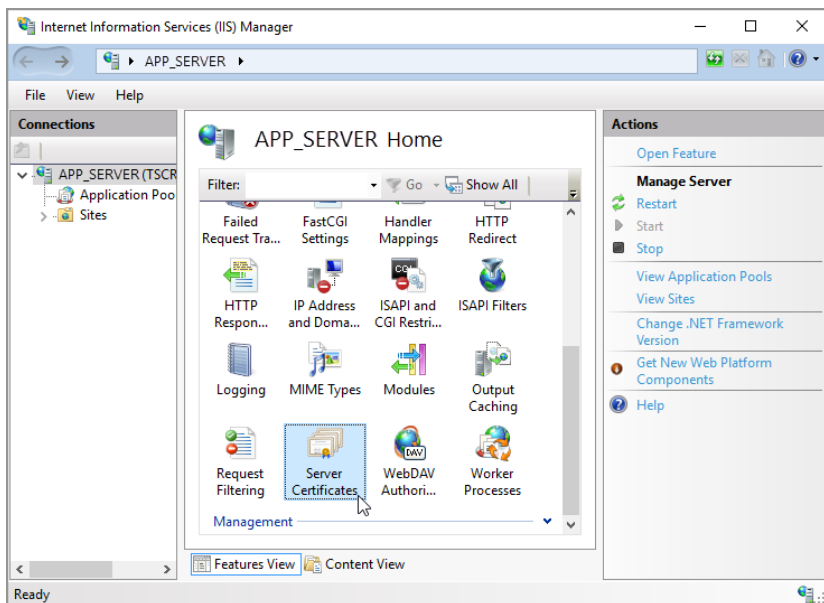 Internet Information Services (IIS) Manager
APP_SERVER
File View Help
Connections
APP_SERVER (TSCR
Application Poo
Sites
APP_SERVER Home
Filter: Go Show All
Failed Request Tra...
FastCGI Settings
Handler Mappings
HTTP Redirect
HTTP Respon...
IP Address and Doma...
ISAPI and CGI Restri...
ISAPI Filters
Logging
MIME Types
Modules
Output Caching
Request Filtering
Server Certificates
WebDAV Authori...
Worker Processes
Management
Features View Content View
Actions
Open Feature
Manage Server
Restart
Start
Stop
View Application Pools
View Sites
Change .NET Framework
Version
Get New Web Platform
Components
Help
Ready